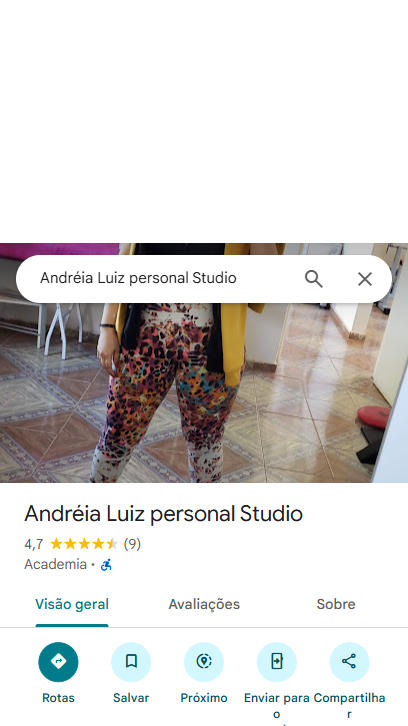 Andréia Luiz personal Studio
Andréia Luiz personal Studio
4,7 (9)
Academia ·
Visão geral Avaliações Sobre
Rotas Salvar Próximo Enviar para Compartilha
o r